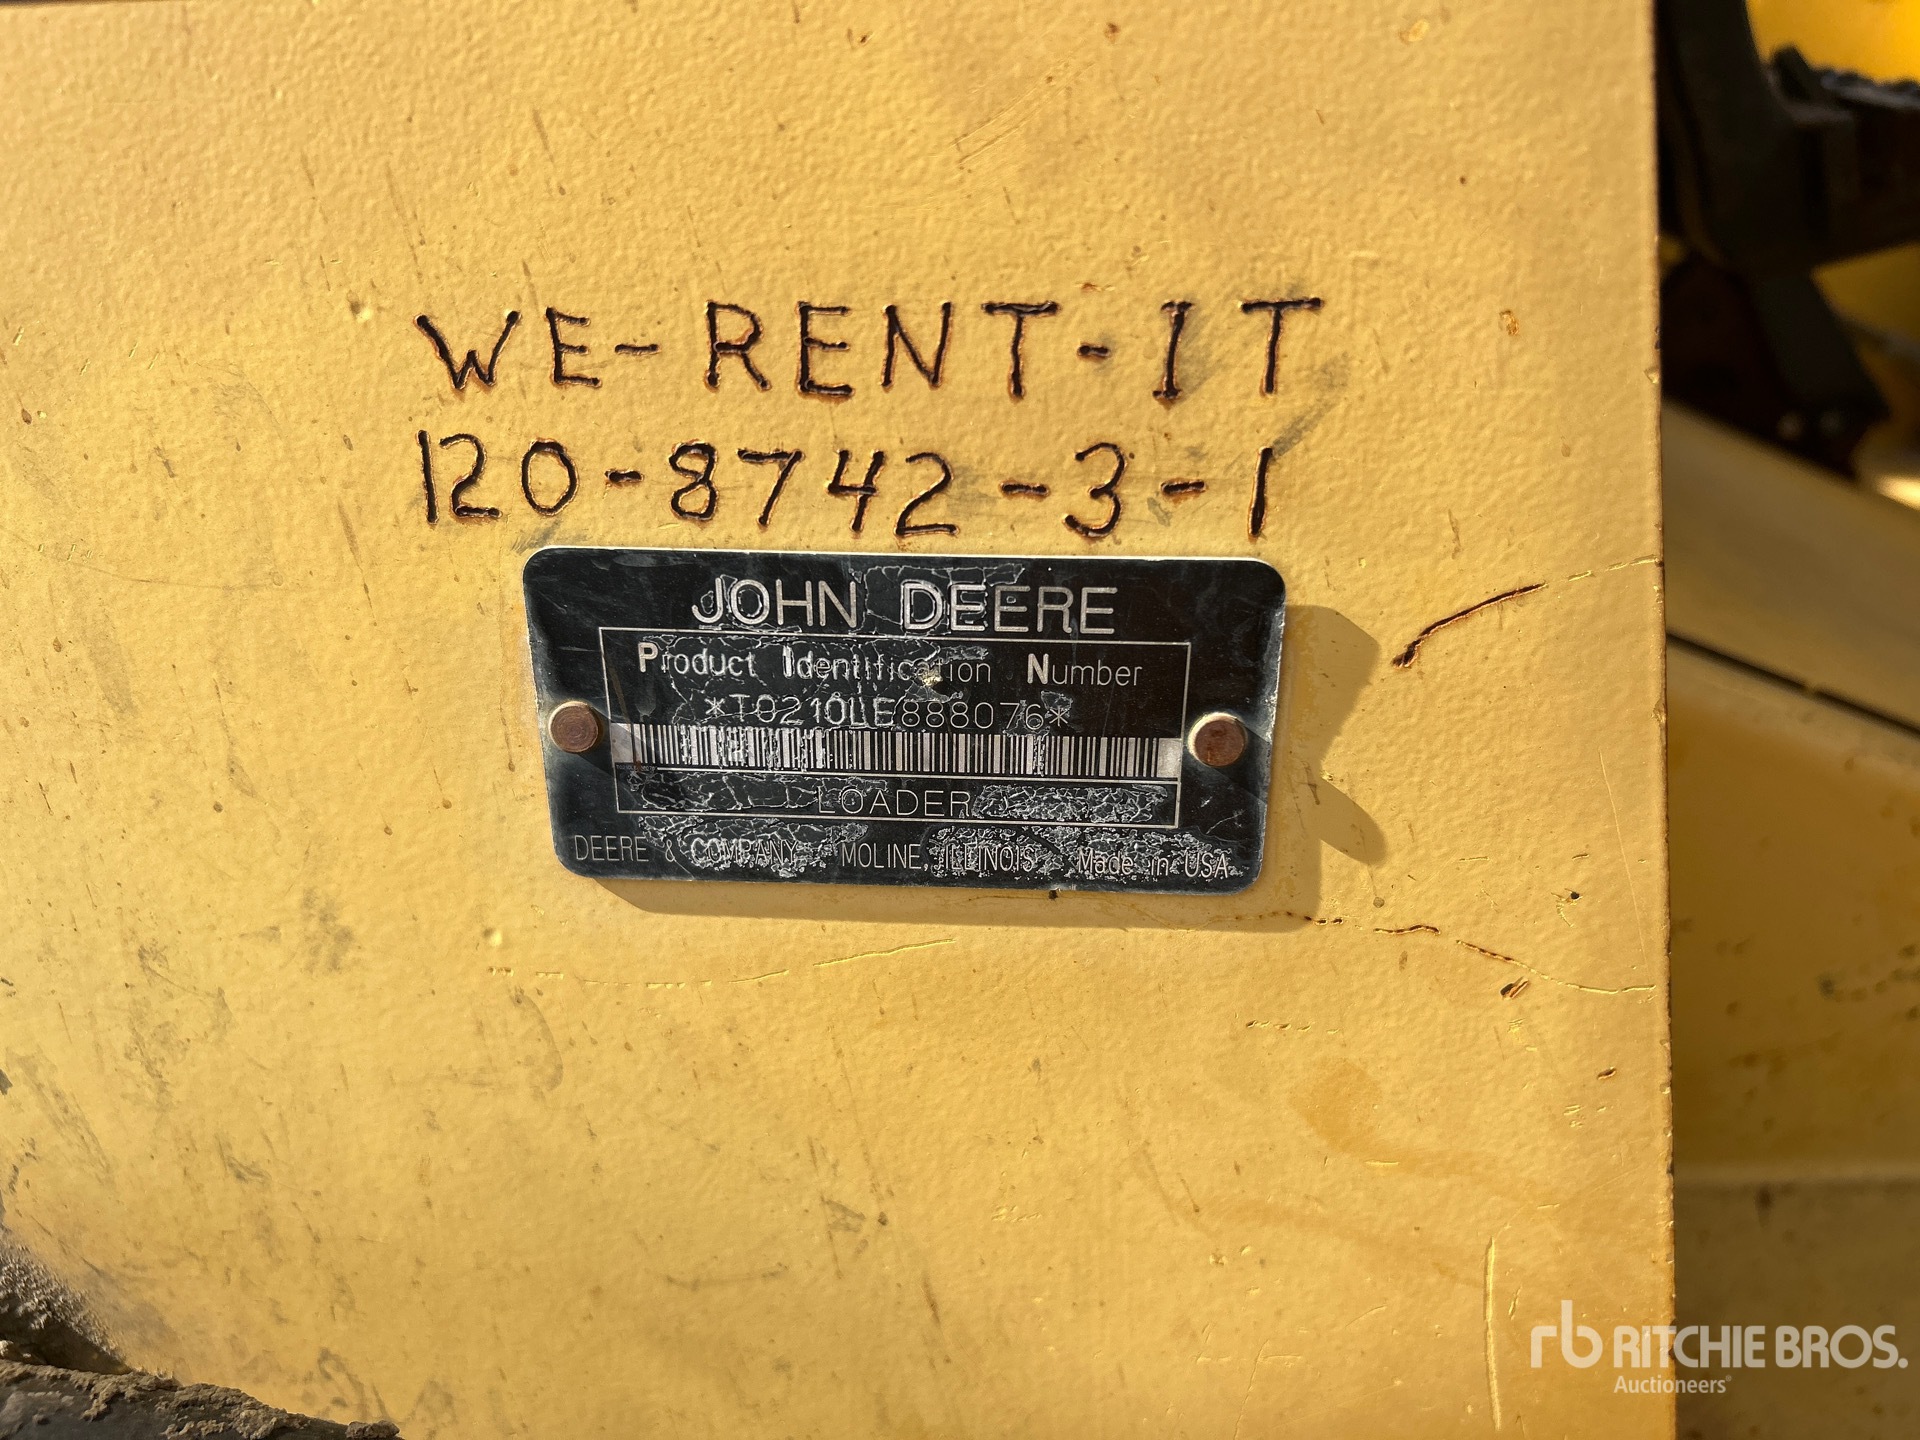 WE-RENT-IT
120-8742-3-1
JOHN DEERE
Product Identification Number
*T0210LE888076*
LOADER
DEERE & COMPANY MOLINE, ILLINOIS Made in USA
rb RITCHIE BROS.
Auctioneers